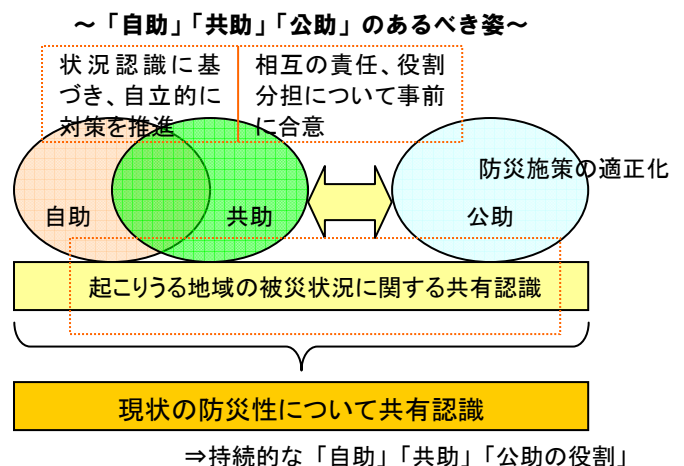 ～「自助」「共助」「公助」のあるべき姿～
状況認識に基
づき、自立的に
対策を推進
相互の責任、役割
分担について事前
に合意
防災施策の適正化
自助
共助
公助
起こりうる地域の被災状況に関する共有認識
現状の防災性について共有認識
⇒持続的な「自助」「共助」「公助の役割」